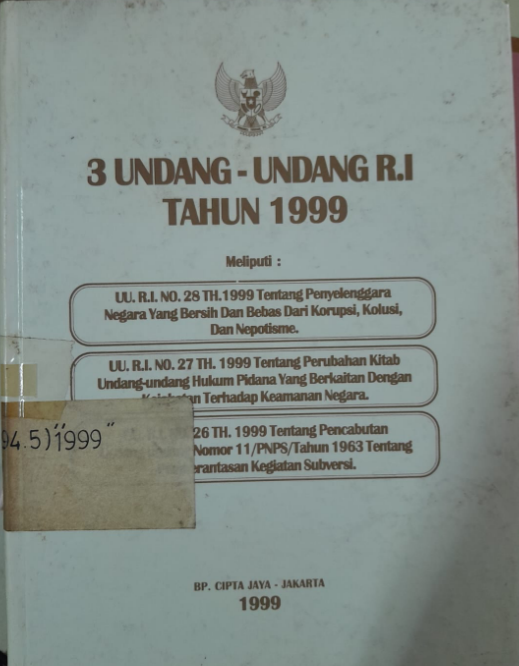 3 UNDANG - UNDANG R.I
TAHUN 1999
Meliputi :
UU. R.I. NO. 28 TH.1999 Tentang Penyelenggara
Negara Yang Bersih Dan Bebas Dari Korupsi, Kolusi,
Dan Nepotisme.
UU. R.I. NO. 27 TH. 1999 Tentang Perubahan Kitab
Undang-undang Hukum Pidana Yang Berkaitan Dengan
Terhadap Keamanan Negara.
26 TH. 1999 Tentang Pencabutan
Nomor 11/PNPS/Tahun 1963 Tentang
Kegiatan Subversi.
94.5)"1999"
BP. CIPTA JAYA - JAKARTA
1999